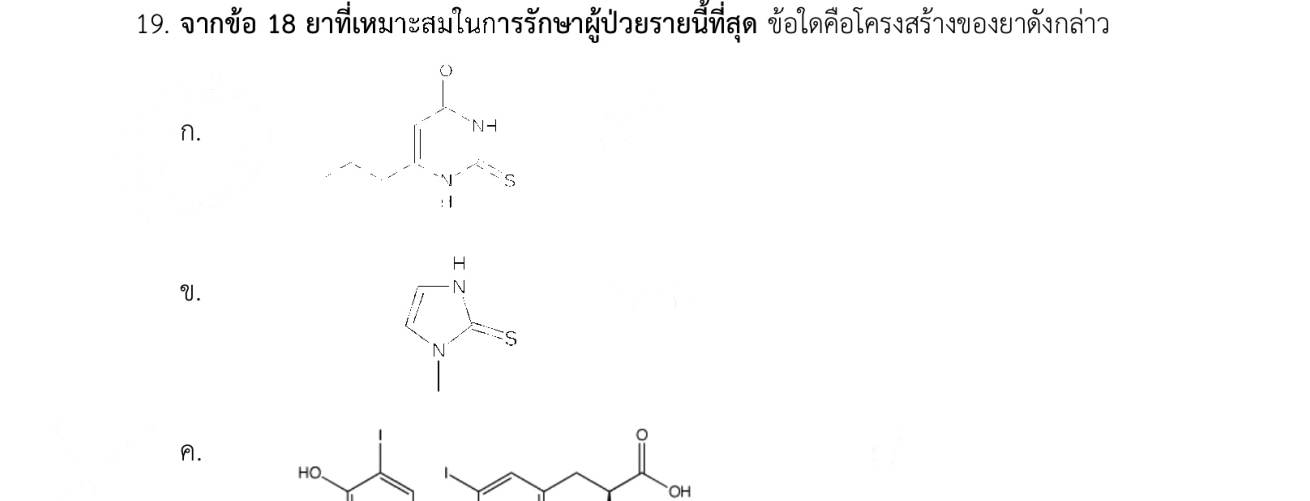 19. จากข้อ 18 ยาที่เหมาะสมในการรักษาผู้ป่วยรายนี้ที่สุด ข้อใดคือโครงสร้างของยาดังกล่าว
O
ก.
NH
N
S
H
H
ข.
N
S
N
I
O
ค.
HO
I
OH